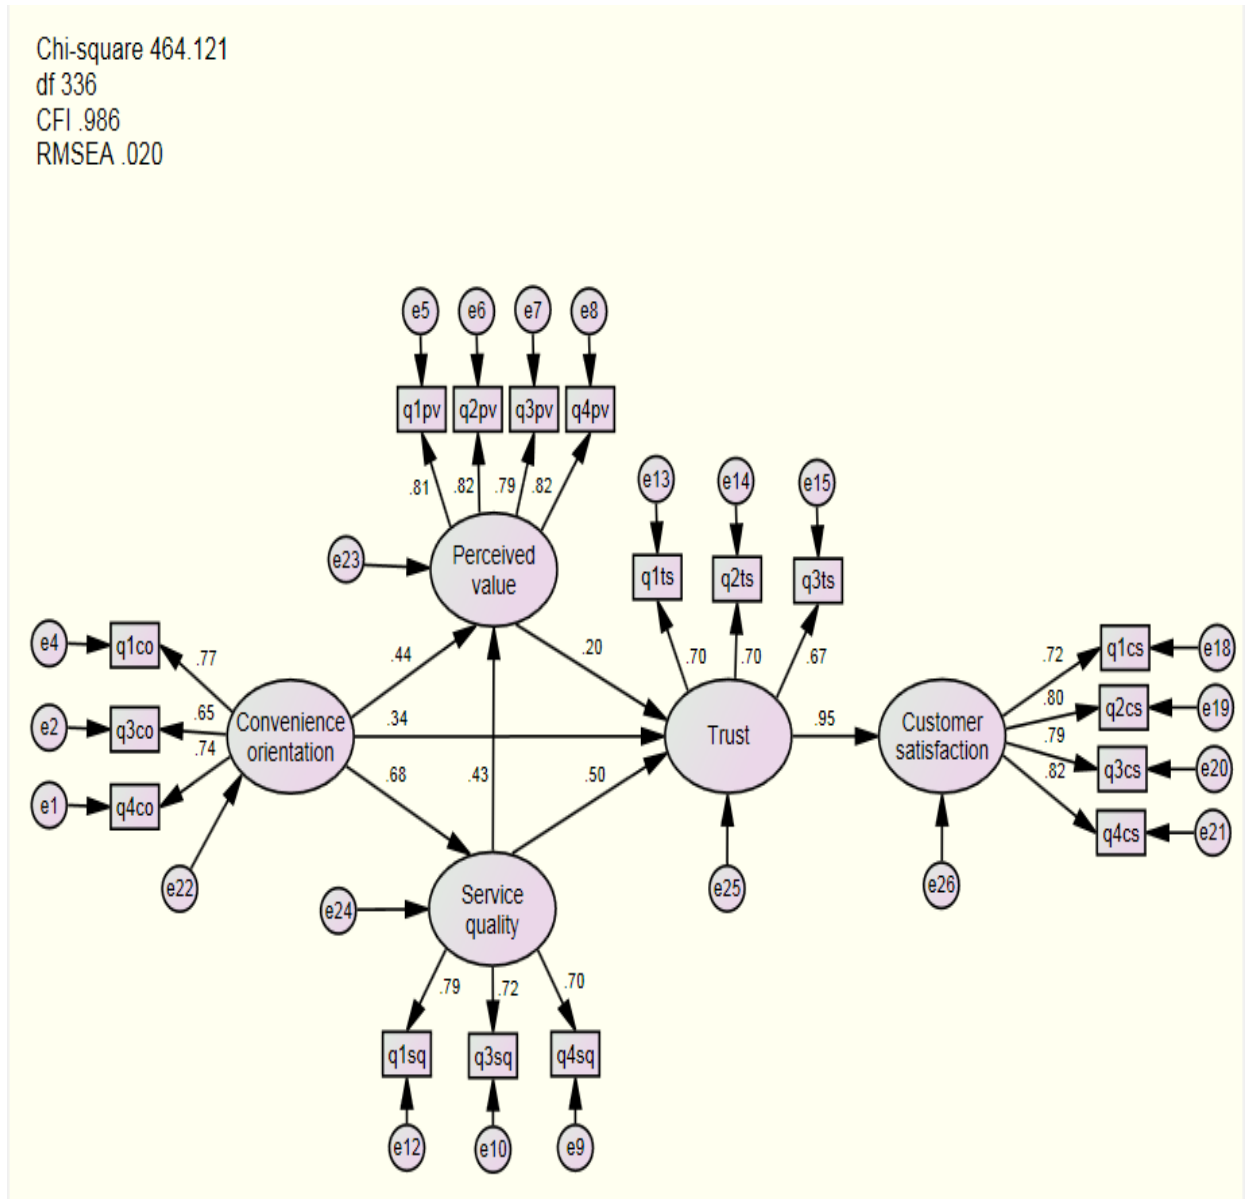 Chi-square 464.121
df 336
CFI .986
RMSEA .020
e5 e6 e7 e8
q1pv q2pv q3pv q4pv
.81 .82 .79 .82
e13 e14 e15
e23
Perceived
value
q1ts q2ts q3ts
e4 q1co .77
.44 .20
.70 .70 .67
.72 q1cs e18
e2 q3co .65
Convenience
orientation
.34
Trust
.95
Customer
satisfaction
.80 q2cs e19
.79 q3cs e20
e1 q4co .74
.68 .43 .50
.82 q4cs e21
e22
e24
Service
quality
e25
e26
.79 .72 .70
q1sq q3sq q4sq
e12 e10 e9